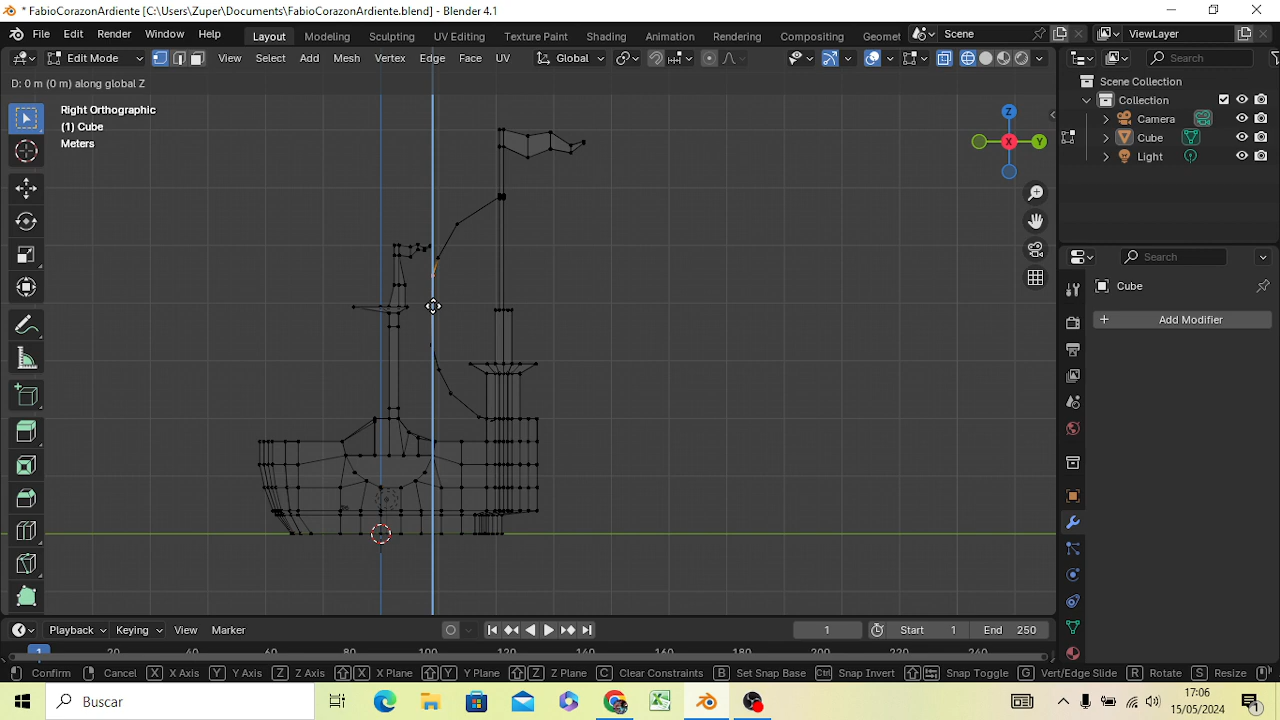 * FabioCorazonArdiente [C:\Users\Zuper\Documents\FabioCorazonArdiente.blend] - Blender 4.1
File Edit Render Window Help Layout Modeling Sculpting UV Editing Texture Paint Shading Animation Rendering Compositing Geomet Scene ViewLayer
Edit Mode View Select Add Mesh Vertex Edge Face UV Global Search
D: 0 m (0 m) along global Z
Right Orthographic
(1) Cube
Meters
Z
Y
X
Scene Collection
Collection
Camera
Cube
Light
Search
Cube
Add Modifier
Playback Keying View Marker 1 Start 1 End 250
1 20 40 60 80 100 120 140 160 180 200 220 240
Confirm Cancel X X Axis Y Y Axis Z Z Axis X X Plane Y Y Plane Z Z Plane C Clear Constraints B Set Snap Base Ctrl Snap Invert Snap Toggle G Vert/Edge Slide R Rotate S Resize
Buscar
17:06
15/05/2024
1